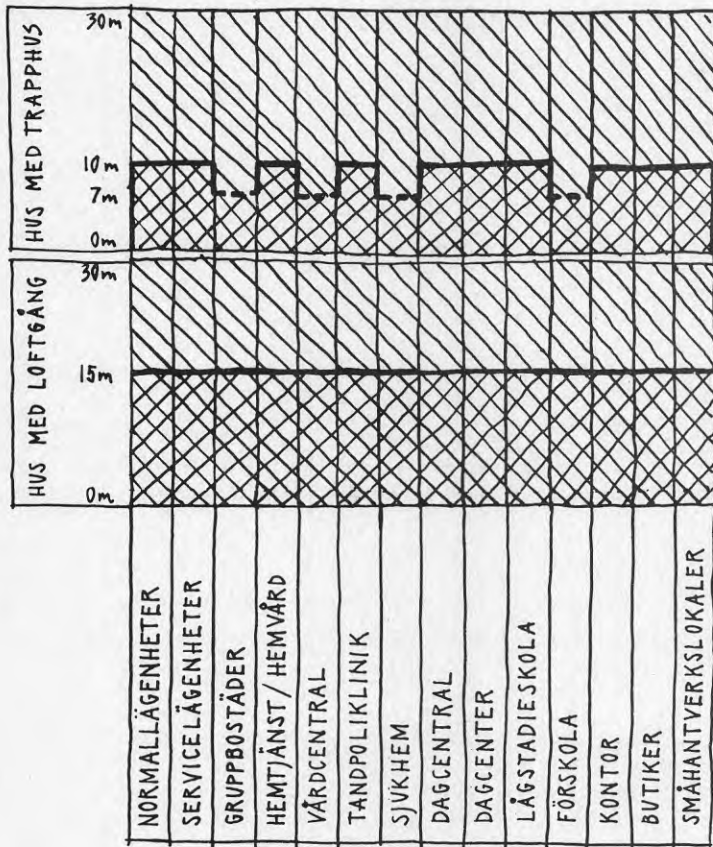 HUS MED TRAPPHUS
30m
10m
7m
0m
HUS MED LOFTGÅNG
30m
15m
0m
NORMALLÄGENHETER
SERVICELÄGENHETER
GRUPPBOSTÄDER
HEMTJÄNST/HEMVÅRD
VÅRDCENTRAL
TANDPOLIKLINIK
SJUKHEM
DAGCENTRAL
DAGCENTER
LÅGSTADIESKOLA
FÖRSKOLA
KONTOR
BUTIKER
SMÅHANTVERKSLOKALER